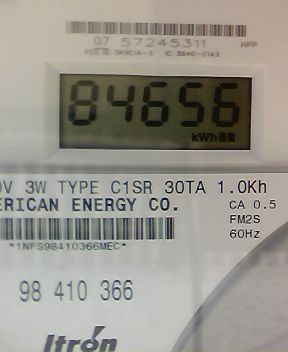 07 57245311 HPP
84656
kWh
V 3W TYPE C1SR 30TA 1.0Kh
ERICAN ENERGY CO.
CA 0.5
FM2S
60Hz
*1NFS98410366MEC*
98 410 366
Itron